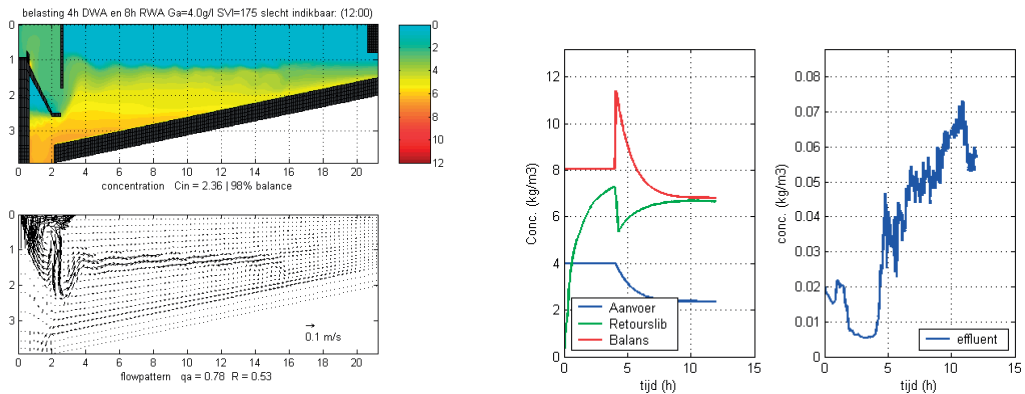 belasting 4h DWA en 8h RWA Ga=4.0g/l SVI=175 slecht indikbaar: (12:00)
0 2 4 6 8 10 12 14 16 18 20
0
1
2
3
0
2
4
6
8
10
12
concentration Cin = 2.36 | 98% balance
0 2 4 6 8 10 12 14 16 18 20
0
1
2
3
0.1 m/s
flowpattern qa = 0.78 R = 0.53
Conc. (kg/m3)
12
10
8
6
4
2
0
Aanvoer
Retourslib
Balans
0 5 10 15
tijd (h)
conc. (kg/m3)
0.08
0.07
0.06
0.05
0.04
0.03
0.02
0.01
0
effluent
0 5 10 15
tijd (h)